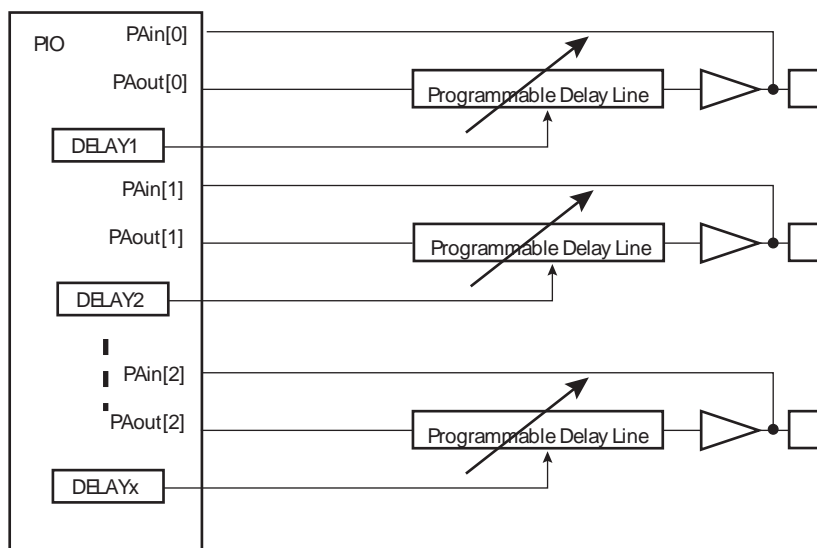 PIO
PAin[0]
PAout[0]
Programmable Delay Line
DELAY1
PAin[1]
PAout[1]
Programmable Delay Line
DELAY2
PAin[2]
PAout[2]
Programmable Delay Line
DELAYx